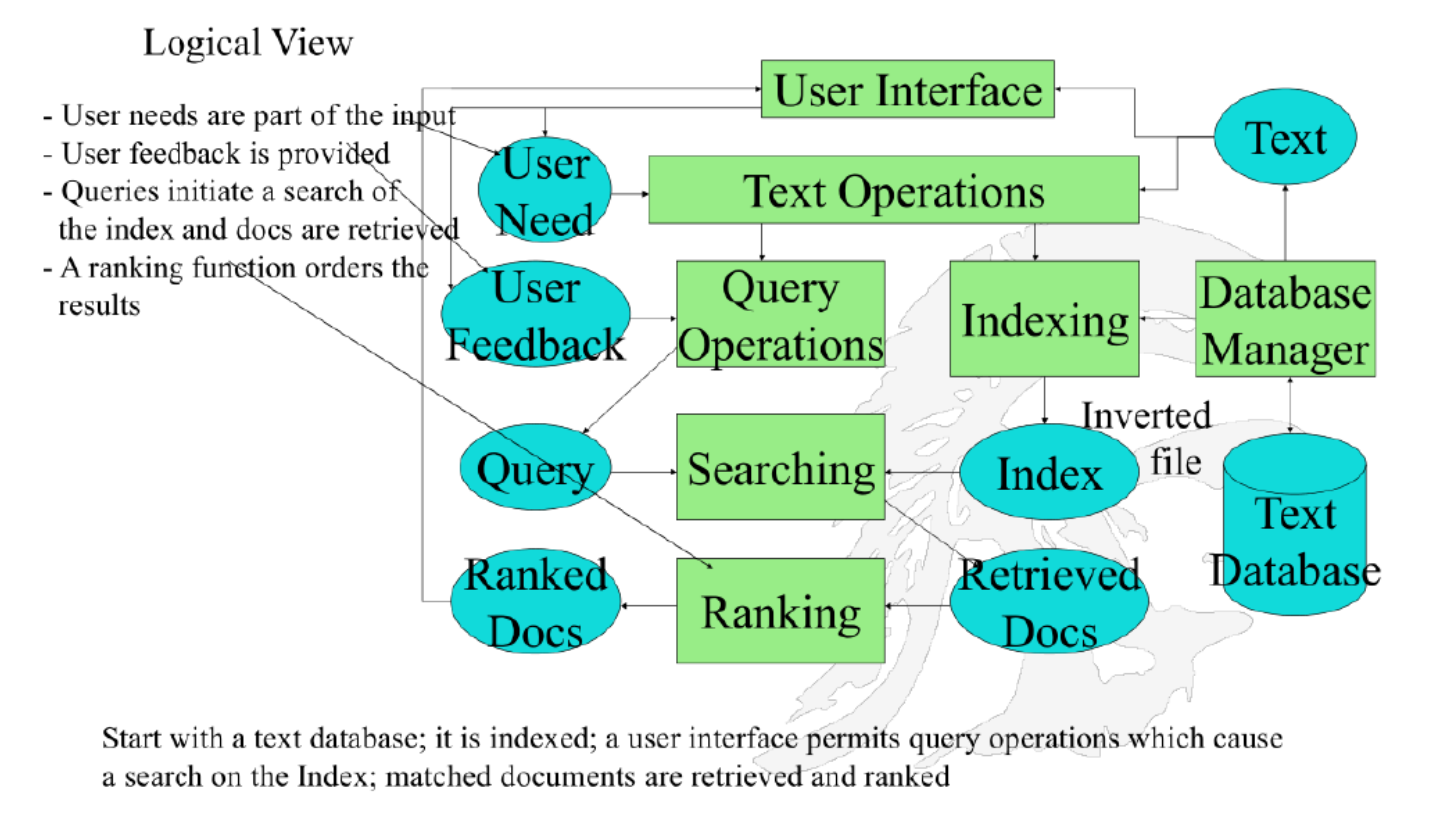 Logical View
- User needs are part of the input
- User feedback is provided
- Queries initiate a search of
the index and docs are retrieved
- A ranking function orders the
results
User Interface
Text
User
Need
Text Operations
User
Feedback
Query
Operations
Indexing
Database
Manager
Inverted
file
Query
Searching
Index
Text
Database
Ranked
Docs
Ranking
Retrieved
Docs
Start with a text database; it is indexed; a user interface permits query operations which cause
a search on the Index; matched documents are retrieved and ranked